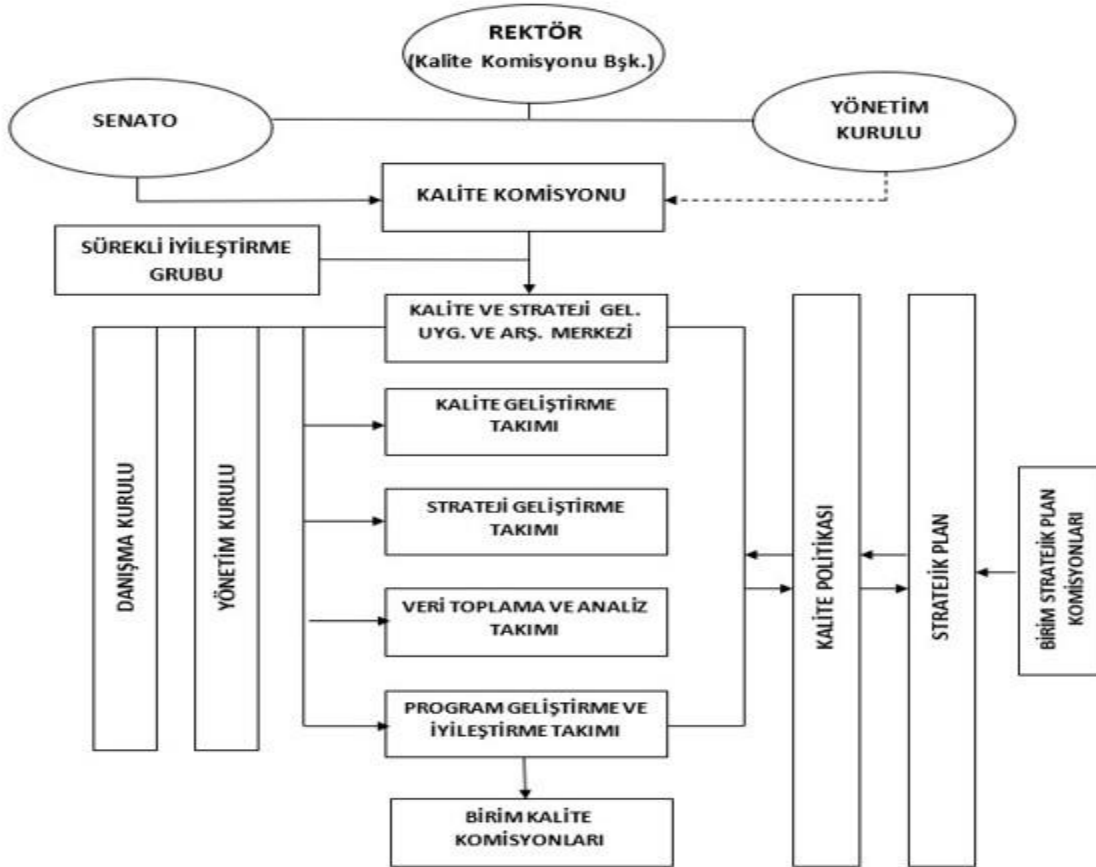 REKTÖR
(Kalite Komisyonu Bşk.)
SENATO
YÖNETİM
KURULU
KALİTE KOMİSYONU
SÜREKLİ İYİLEŞTİRME
GRUBU
KALİTE VE STRATEJİ GEL.
UYG. VE ARŞ. MERKEZİ
KALİTE GELİŞTİRME
TAKIMI
STRATEJİ GELİŞTİRME
TAKIMI
VERİ TOPLAMA VE ANALİZ
TAKIMI
PROGRAM GELİŞTİRME VE
İYİLEŞTİRME TAKIMI
BİRİM KALİTE
KOMİSYONLARI
DANIŞMA KURULU
YÖNETİM KURULU
KALİTE POLİTİKASI
STRATEJİK PLAN
BİRİM STRATEJİK PLAN
KOMİSYONLARI